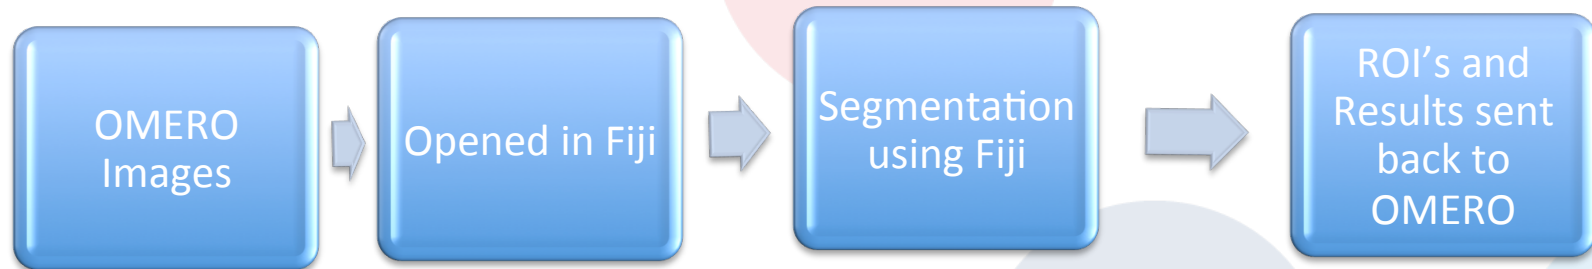 OMERO
Images
Opened in Fiji
Segmentation
using Fiji
ROI’s and
Results sent
back to
OMERO